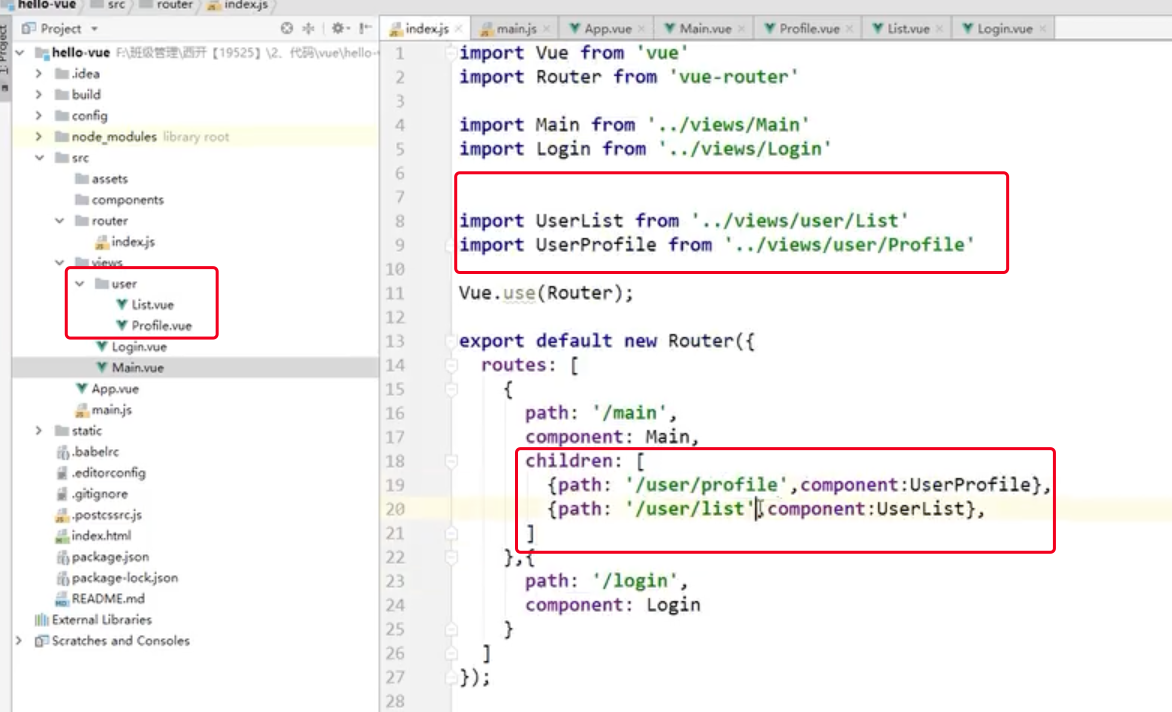 hello-vue src router index.js
Project
1: Project
index.js main.js App.vue Main.vue Profile.vue List.vue Login.vue
hello-vue F:\班级管理\西开【19525】\2、代码\vue\hello-
.idea
build
config
node_modules library root
src
assets
components
router
index.js
views
user
List.vue
Profile.vue
Login.vue
Main.vue
App.vue
main.js
static
.babelrc
.editorconfig
.gitignore
.postcssrc.js
index.html
package.json
package-lock.json
README.md
External Libraries
Scratches and Consoles
1 import Vue from 'vue'
2 import Router from 'vue-router'
3
4 import Main from '../views/Main'
5 import Login from '../views/Login'
6
7
8 import UserList from '../views/user/List'
9 import UserProfile from '../views/user/Profile'
10
11 Vue.use(Router);
12
13 export default new Router({
14 routes: [
15 {
16 path: '/main',
17 component: Main,
18 children: [
19 {path: '/user/profile',component:UserProfile},
20 {path: '/user/list',component:UserList},
21 ]
22 },{
23 path: '/login',
24 component: Login
25 }
26 ]
27 });
28